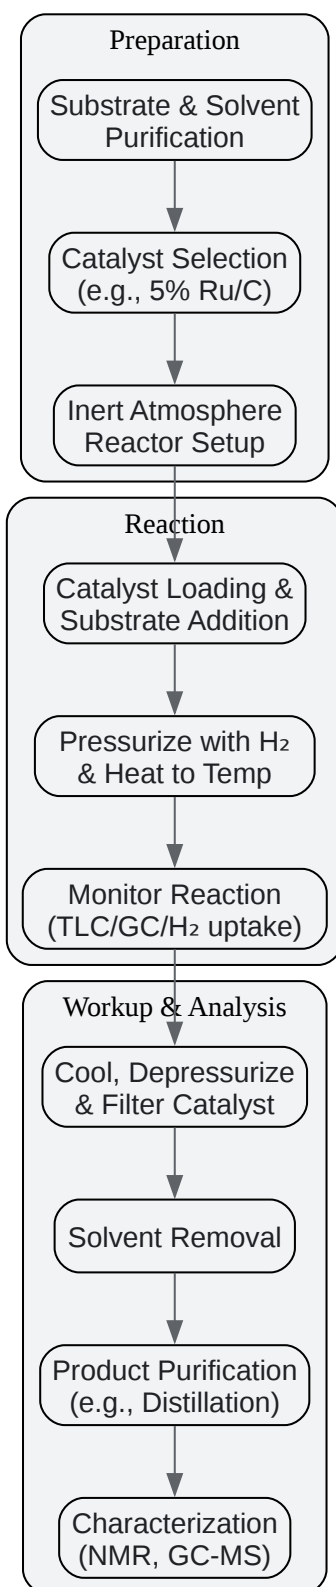 Preparation
Substrate & Solvent
Purification
Catalyst Selection
(e.g., 5% Ru/C)
Inert Atmosphere
Reactor Setup
Reaction
Catalyst Loading &
Substrate Addition
Pressurize with H₂
& Heat to Temp
Monitor Reaction
(TLC/GC/H₂ uptake)
Workup & Analysis
Cool, Depressurize
& Filter Catalyst
Solvent Removal
Product Purification
(e.g., Distillation)
Characterization
(NMR, GC-MS)